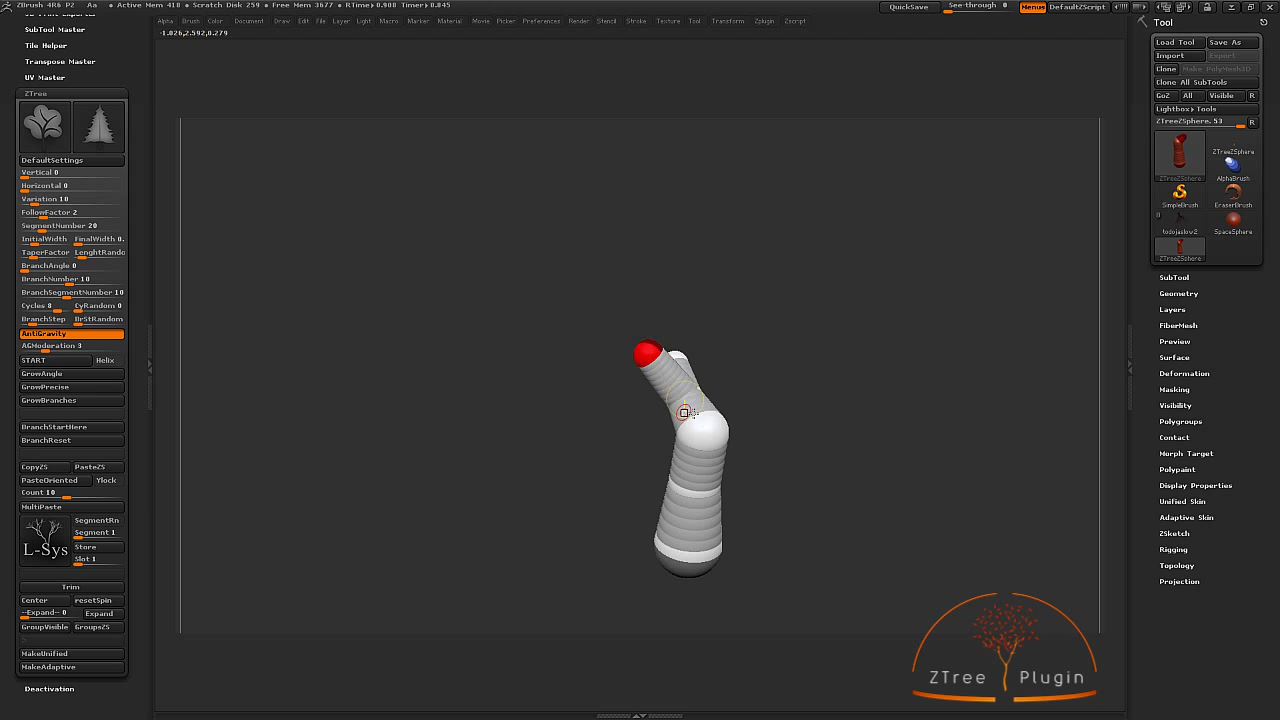 ZBrush 4R6 P2 Aa • Active Mem 418 • Scratch Disk 259 • Free Mem 3677 • RTime▸0.908 Timer▸0.845
QuickSave See-through 0 Menus DefaultZScript
Alpha Brush Color Document Draw Edit File Layer Light Macro Marker Material Movie Picker Preferences Render Stencil Stroke Texture Tool Transform Zplugin Zscript
-1.026,2.592,0.279
SubTool Master
Tile Helper
Transpose Master
UV Master
ZTree
DefaultSettings
Vertical 0
Horizontal 0
Variation 10
FollowFactor 2
SegmentNumber 20
InitialWidth FinalWidth 0.
TaperFactor LenghtRando
BranchAngle 0
BranchNumber 10
BranchSegmentNumber 10
Cycles 8 CyRandom 0
BranchStep BrStRandom
AntiGravity
AGModeration 3
START Helix
GrowAngle
GrowPrecise
GrowBranches
BranchStartHere
BranchReset
CopyZS PasteZS
PasteOriented Ylock
Count 10
MultiPaste
L-Sys
SegmentRn
Segment 1
Store
Slot 1
Trim
Center resetSpin
--Expand-- 0 Expand
GroupVisible GroupsZS
MakeUnified
MakeAdaptive
Deactivation
Tool
Load Tool Save As
Import Export
Clone Make PolyMesh3D
Clone All SubTools
GoZ All Visible R
Lightbox▸Tools
ZTreeZSphere. 53 R
ZTreeZSphere
ZTreeZSphere
AlphaBrush
SimpleBrush EraserBrush
todojaslow2 SpaceSphere
ZTreeZSphere
SubTool
Geometry
Layers
FiberMesh
Preview
Surface
Deformation
Masking
Visibility
Polygroups
Contact
Morph Target
Polypaint
Display Properties
Unified Skin
Adaptive Skin
ZSketch
Rigging
Topology
Projection
ZTree Plugin